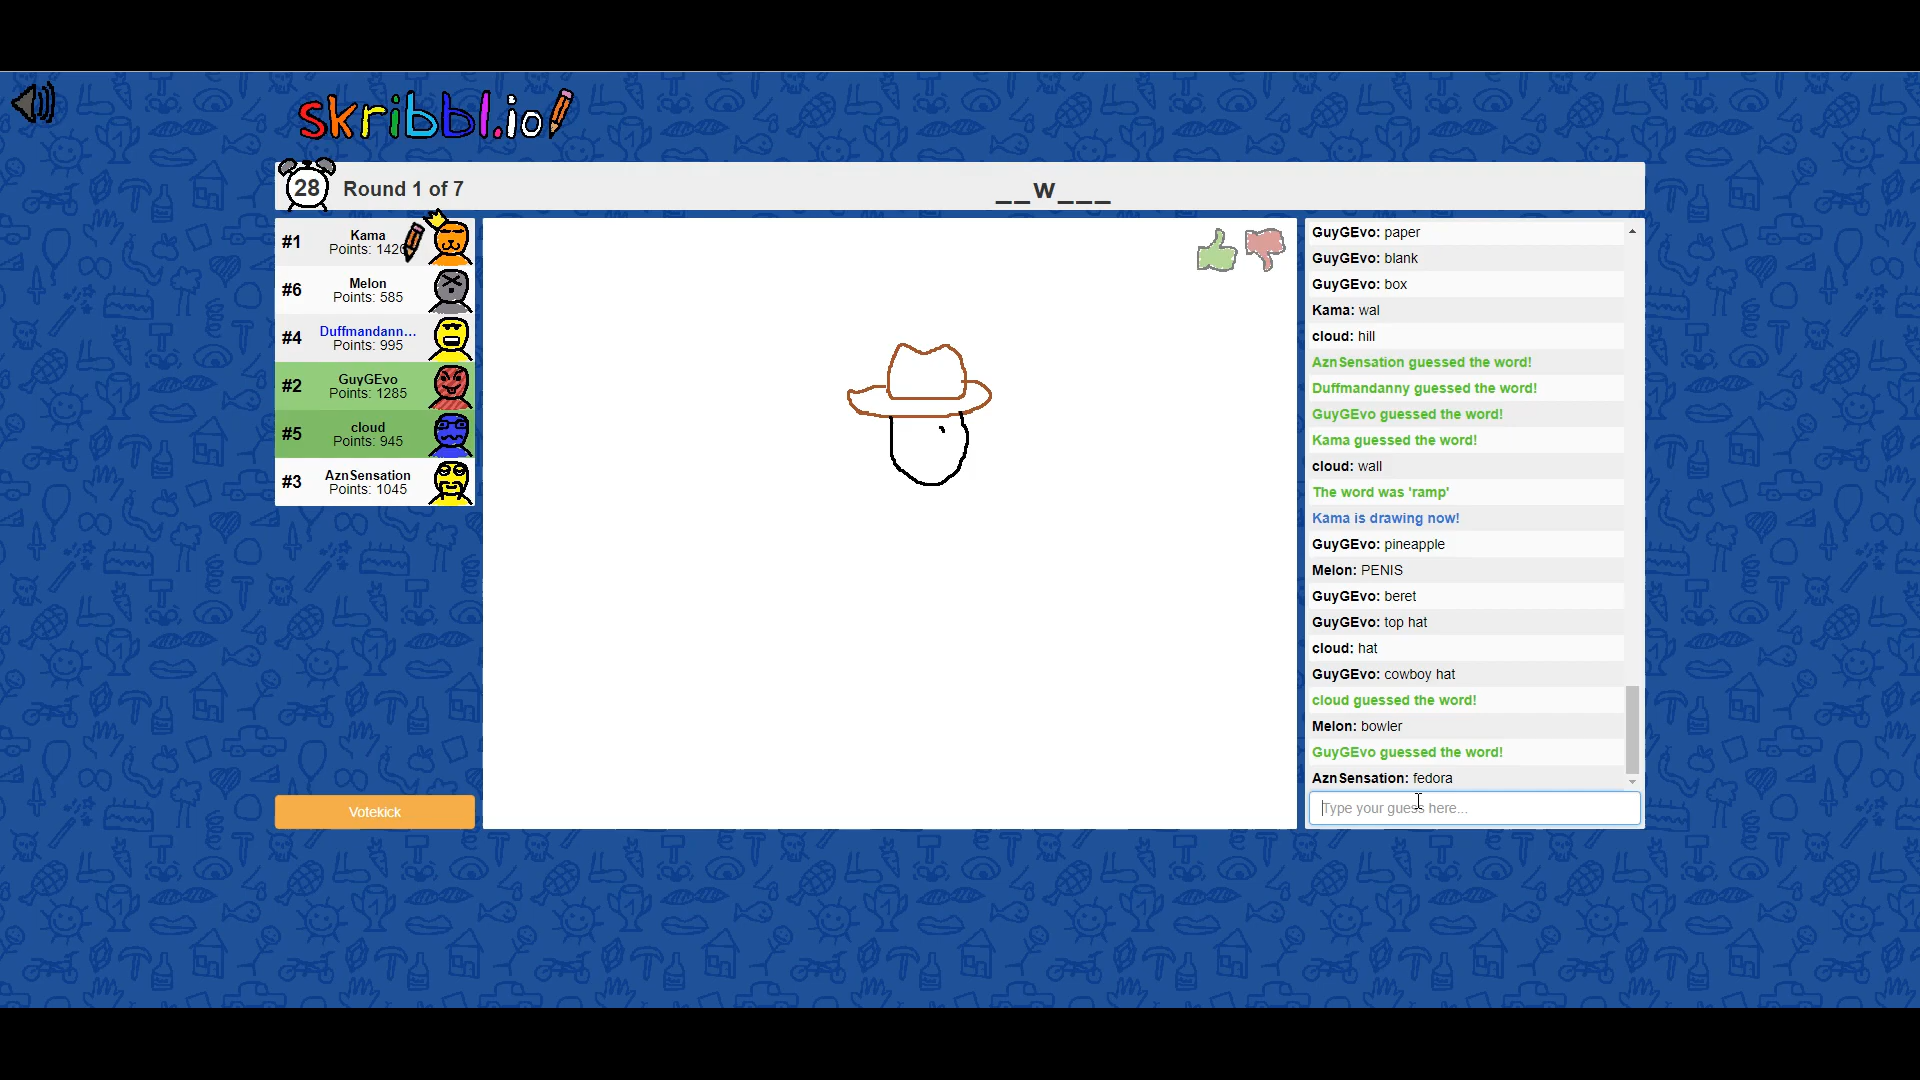 skribbl.io
28 Round 1 of 7
__w___
#1 Kama
Points: 1420
#6 Melon
Points: 585
#4 Duffmandann...
Points: 995
#2 GuyGEvo
Points: 1285
#5 cloud
Points: 945
#3 AznSensation
Points: 1045
Votekick
GuyGEvo: paper
GuyGEvo: blank
GuyGEvo: box
Kama: wal
cloud: hill
AznSensation guessed the word!
Duffmandanny guessed the word!
GuyGEvo guessed the word!
Kama guessed the word!
cloud: wall
The word was 'ramp'
Kama is drawing now!
GuyGEvo: pineapple
Melon: PENIS
GuyGEvo: beret
GuyGEvo: top hat
cloud: hat
GuyGEvo: cowboy hat
cloud guessed the word!
Melon: bowler
GuyGEvo guessed the word!
AznSensation: fedora
Type your guess here...